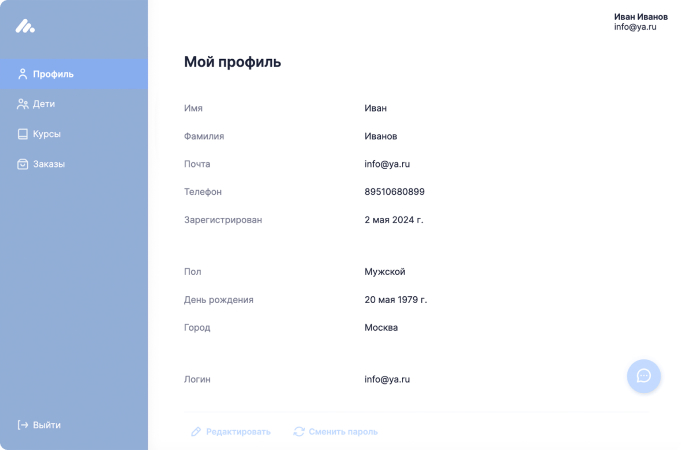 Иван Иванов
info@ya.ru
Профиль
Дети
Курсы
Заказы
Выйти
Мой профиль
Имя Иван
Фамилия Иванов
Почта info@ya.ru
Телефон 89510680899
Зарегистрирован 2 мая 2024 г.
Пол Мужской
День рождения 20 мая 1979 г.
Город Москва
Логин info@ya.ru
Редактировать Сменить пароль